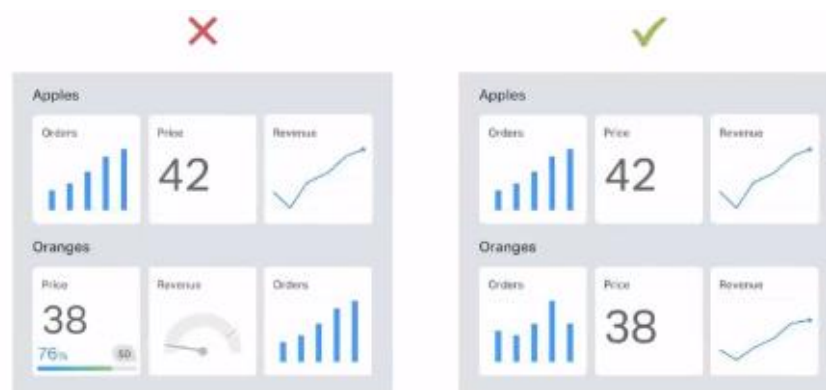 Apples
Orders Price Revenue
42
Oranges
Price Revenue Orders
38
76% 50
Apples
Orders Price Revenue
42
Oranges
Orders Price Revenue
38